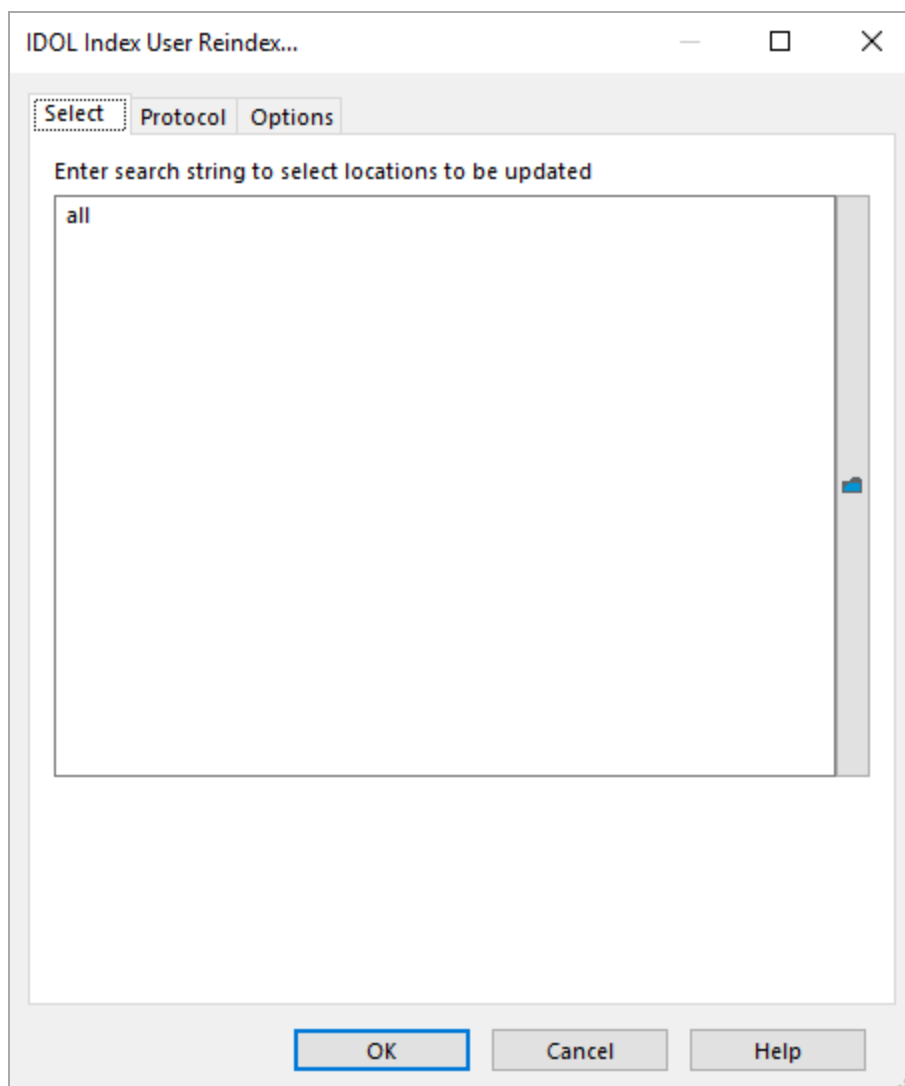 IDOL Index User Reindex...
Select Protocol Options
Enter search string to select locations to be updated
all
OK Cancel Help